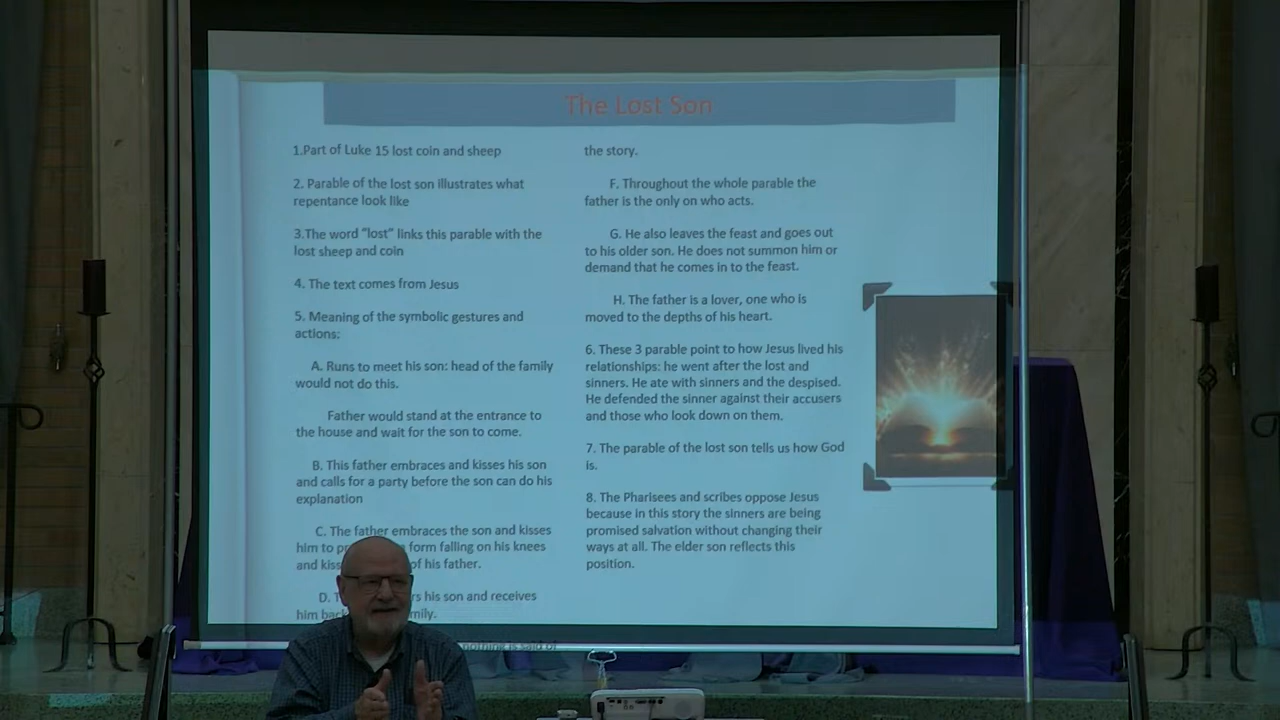 The Lost Son
1.Part of Luke 15 lost coin and sheep
2. Parable of the lost son illustrates what
repentance look like
3.The word "lost" links this parable with the
lost sheep and coin
4. The text comes from Jesus
5. Meaning of the symbolic gestures and
actions:
A. Runs to meet his son: head of the family
would not do this.
Father would stand at the entrance to
the house and wait for the son to come.
B. This father embraces and kisses his son
and calls for a party before the son can do his
explanation
C. The father embraces the son and kisses
him to form falling on his knees
and of his father.
D. his son and receives
him
nothing is said of
the story.
F. Throughout the whole parable the
father is the only on who acts.
G. He also leaves the feast and goes out
to his older son. He does not summon him or
demand that he comes in to the feast.
H. The father is a lover, one who is
moved to the depths of his heart.
6. These 3 parable point to how Jesus lived his
relationships: he went after the lost and
sinners. He ate with sinners and the despised.
He defended the sinner against their accusers
and those who look down on them.
7. The parable of the lost son tells us how God
is.
8. The Pharisees and scribes oppose Jesus
because in this story the sinners are being
promised salvation without changing their
ways at all. The elder son reflects this
position.